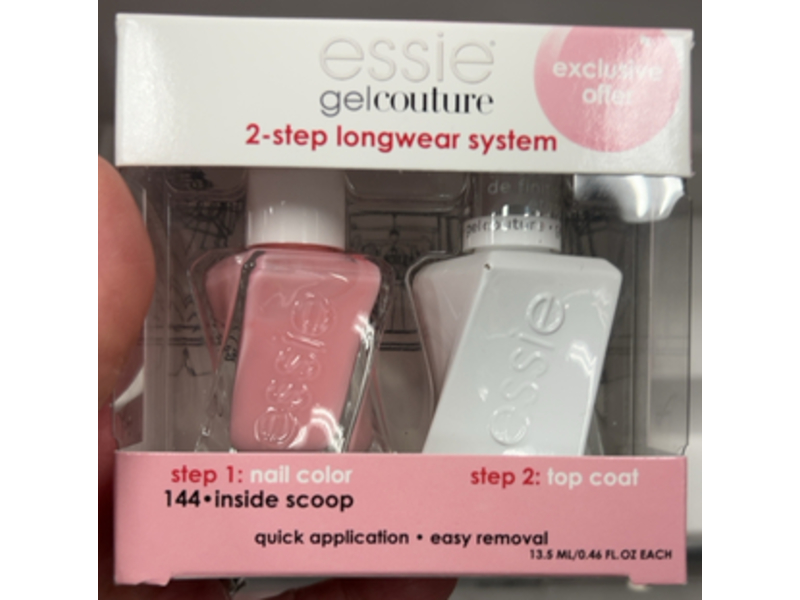 essie
gelcouture
2-step longwear system
exclusive
offer
gelcouture
essie
essie
step 1: nail color
144•inside scoop
step 2: top coat
quick application • easy removal
13.5 ML/0.46 FL.OZ EACH